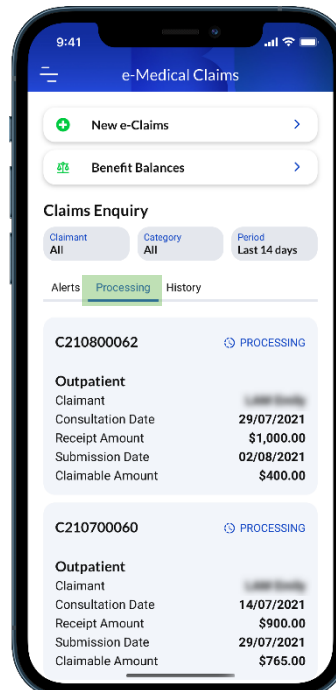 9:41
e-Medical Claims
New e-Claims
Benefit Balances
Claims Enquiry
Claimant Category Period
All All Last 14 days
Alerts Processing History
C210800062 PROCESSING
Outpatient
Claimant
Consultation Date 29/07/2021
Receipt Amount $1,000.00
Submission Date 02/08/2021
Claimable Amount $400.00
C210700060 PROCESSING
Outpatient
Claimant
Consultation Date 14/07/2021
Receipt Amount $900.00
Submission Date 29/07/2021
Claimable Amount $765.00